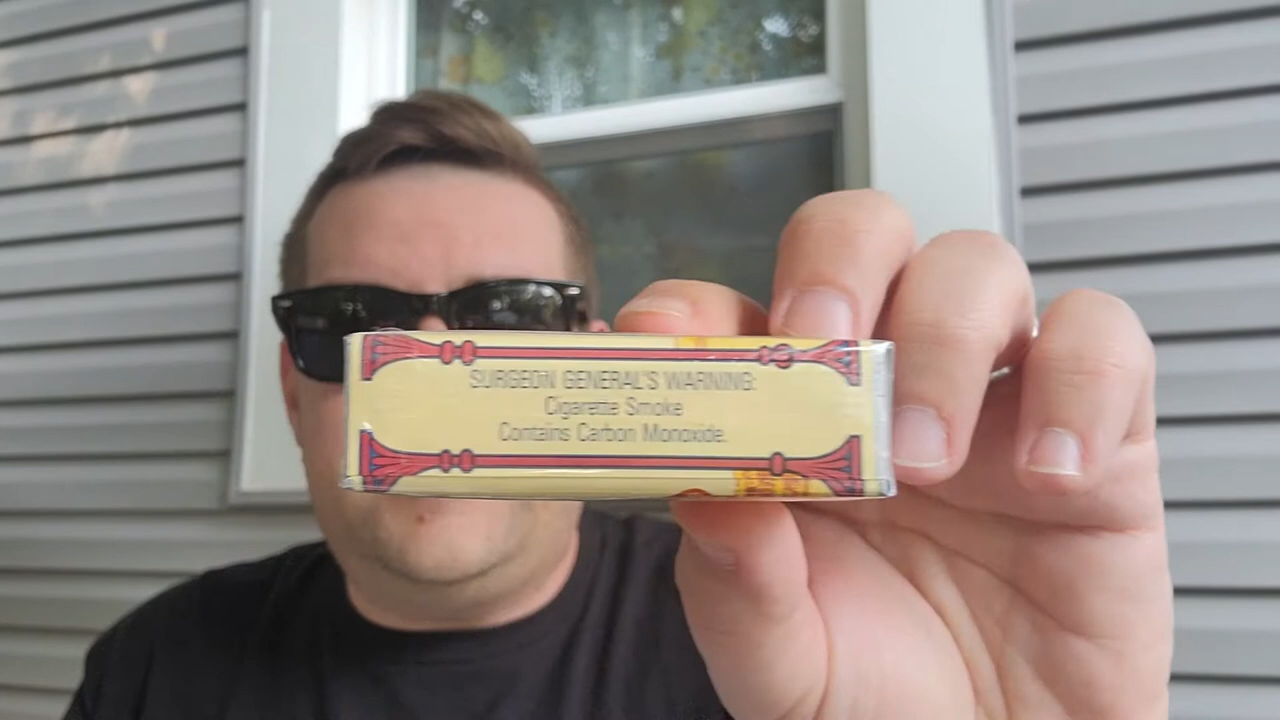 SURGEON GENERAL'S WARNING:
Cigarette Smoke
Contains Carbon Monoxide.